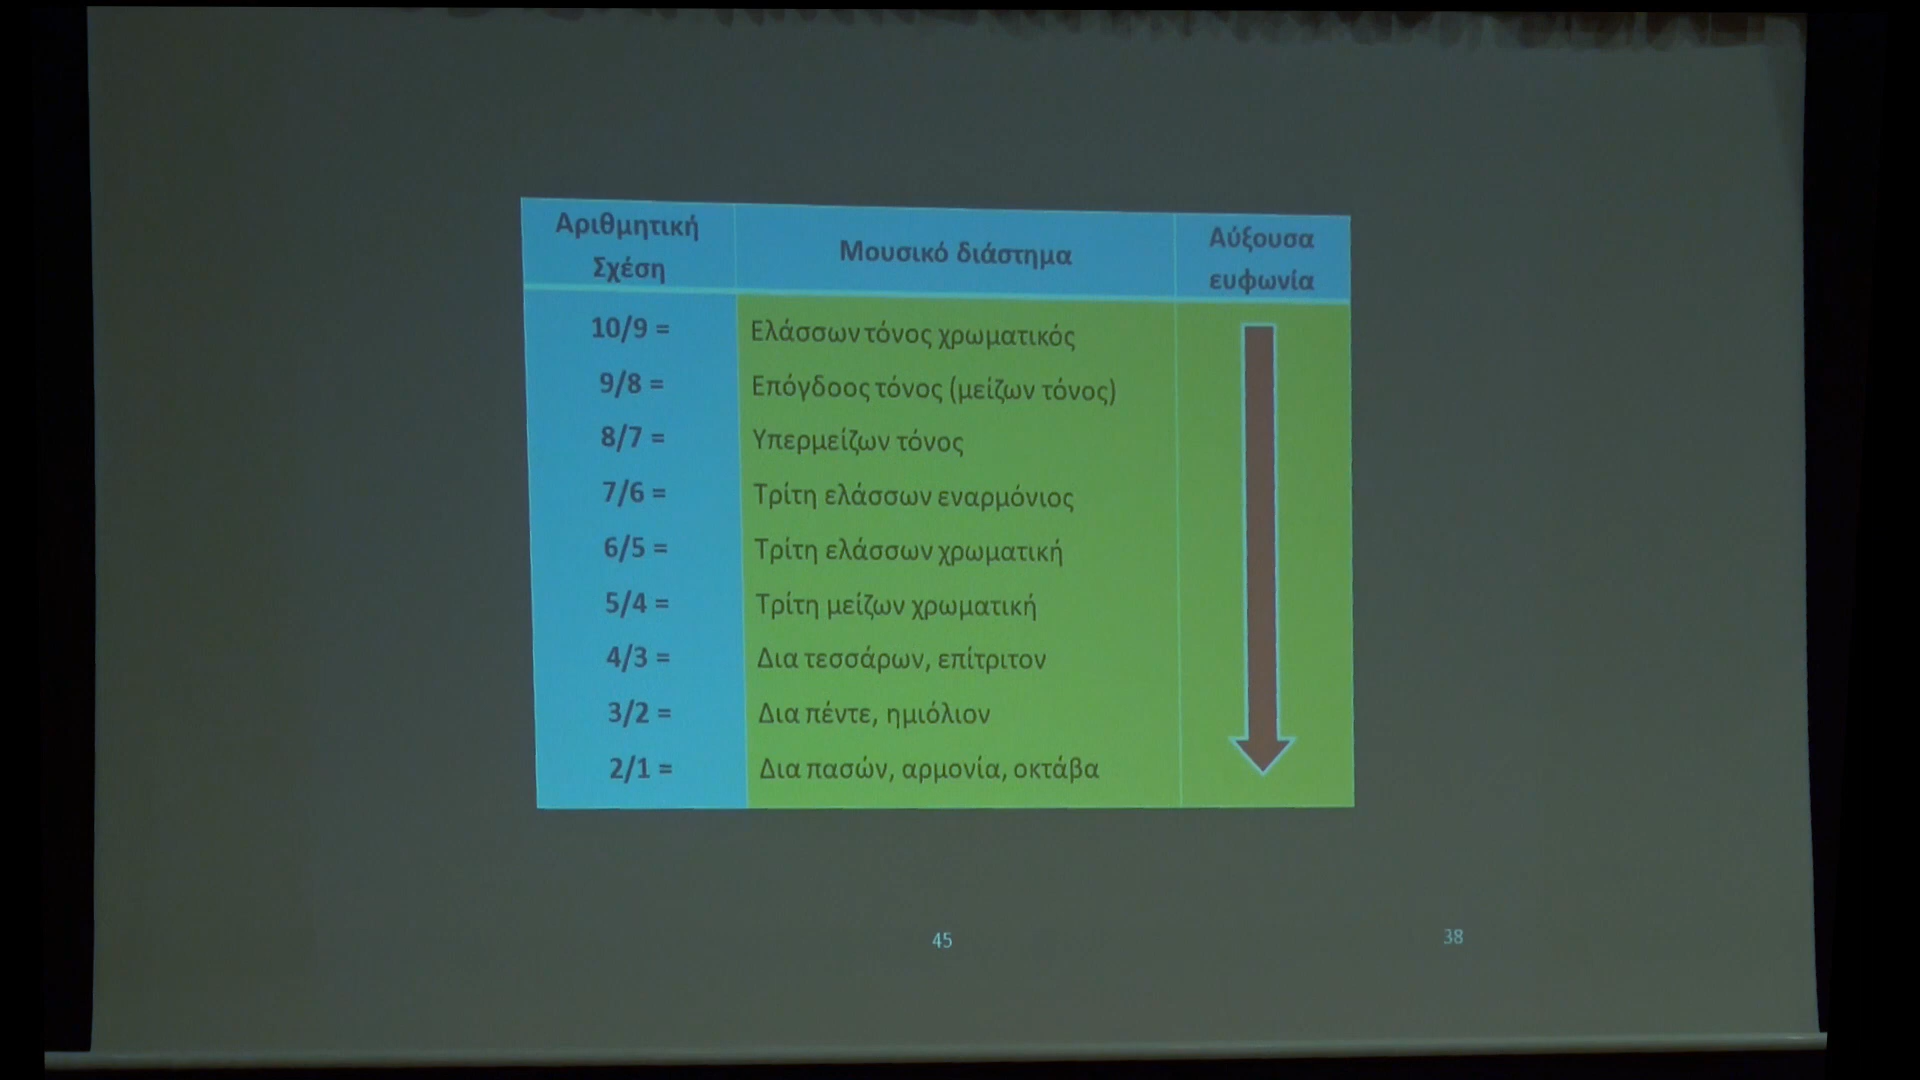 Αριθμητική
Σχέση
Μουσικό διάστημα
Αύξουσα
ευφωνία
10/9 = Ελάσσων τόνος χρωματικός
9/8 = Επόγδοος τόνος (μείζων τόνος)
8/7 = Υπερμείζων τόνος
7/6 = Τρίτη ελάσσων εναρμόνιος
6/5 = Τρίτη ελάσσων χρωματική
5/4 = Τρίτη μείζων χρωματική
4/3 = Δια τεσσάρων, επίτριτον
3/2 = Δια πέντε, ημιόλιον
2/1 = Δια πασών, αρμονία, οκτάβα
45
38